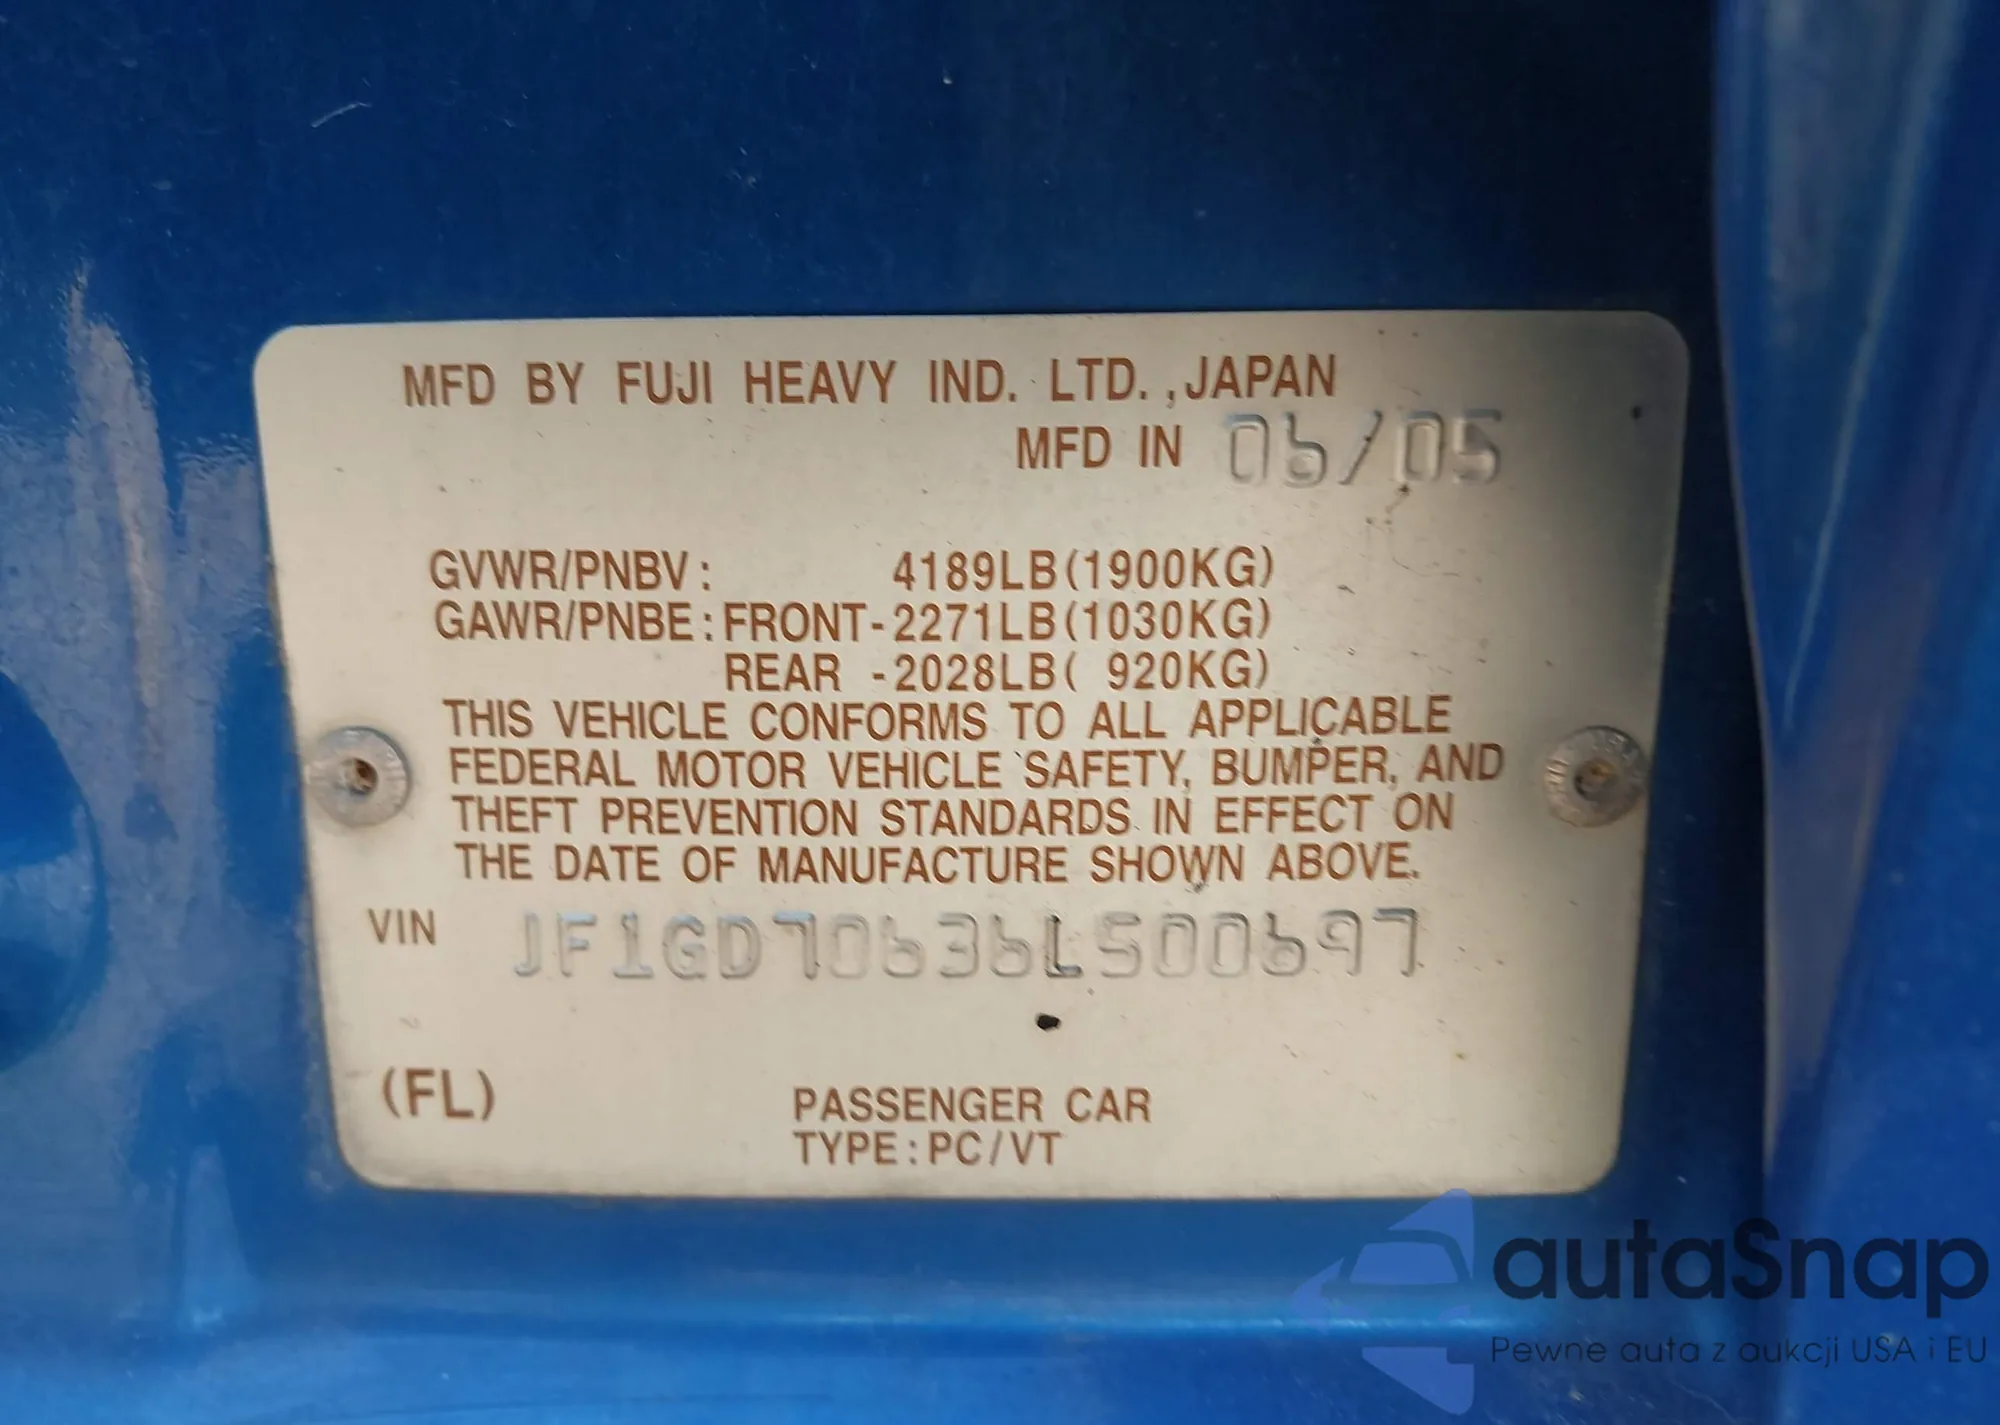 MFD BY FUJI HEAVY IND. LTD.,JAPAN
MFD IN 06/05
GVWR/PNBV: 4189LB(1900KG)
GAWR/PNBE: FRONT-2271LB(1030KG)
REAR -2028LB( 920KG)
THIS VEHICLE CONFORMS TO ALL APPLICABLE
FEDERAL MOTOR VEHICLE SAFETY, BUMPER, AND
THEFT PREVENTION STANDARDS IN EFFECT ON
THE DATE OF MANUFACTURE SHOWN ABOVE.
VIN JF1GD70636L500697
(FL) PASSENGER CAR
TYPE:PC/VT
autaSnap
Pewne auta z aukcji USA i EU